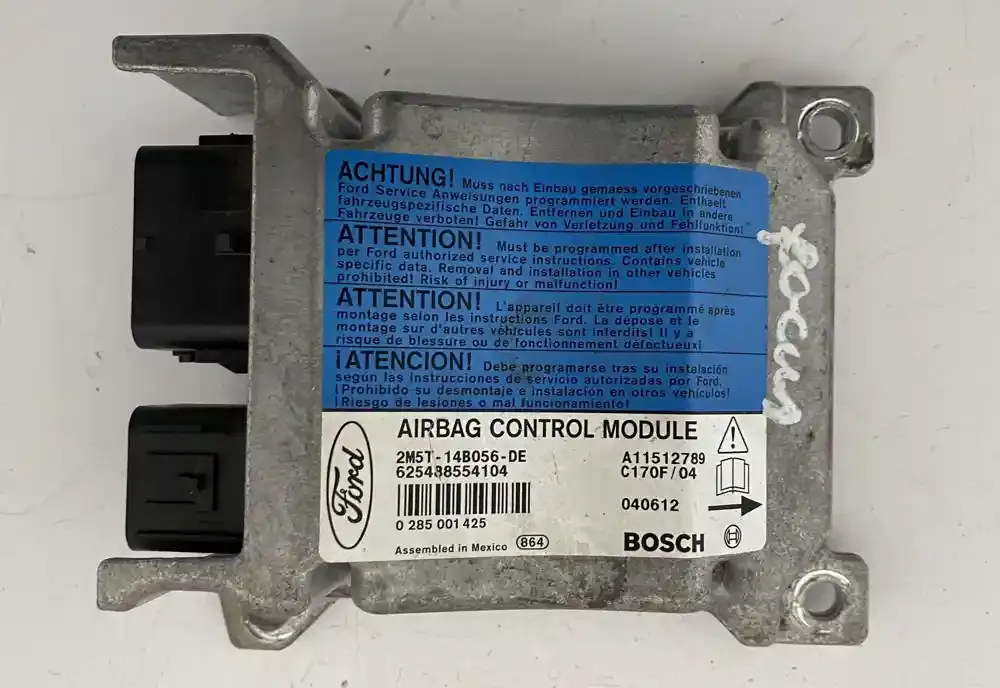 ACHTUNG! Muss nach Einbau gemaess vorgeschriebenen
Ford Service Anweisungen programmiert werden. Enthaelt
fahrzeugspezifische Daten. Entfernen und Einbau in andere
Fahrzeuge verboten! Gefahr von Verletzung und Fehlfunktion!
ATTENTION! Must be programmed after installation
per Ford authorized service instructions. Contains vehicle
specific data. Removal and installation in other vehicles
prohibited! Risk of injury or malfunction!
ATTENTION! L'appareil doit être programmé après
montage selon les instructions Ford. La dépose et le
montage sur d'autres véhicules sont interdits! Il y a
risque de blessure ou de fonctionnement défectueux!
¡ATENCION! Debe programarse tras su instalación
según las instrucciones de servicio autorizadas por Ford.
¡Prohibido su desmontaje e instalación en otros vehículos!
¡Riesgo de lesiones o mal funcionamiento!
Ford
AIRBAG CONTROL MODULE
2M5T-14B056-DE A11512789
625438554104 C170F/04
040612
0 285 001 425
Assembled in Mexico 864 BOSCH
focus